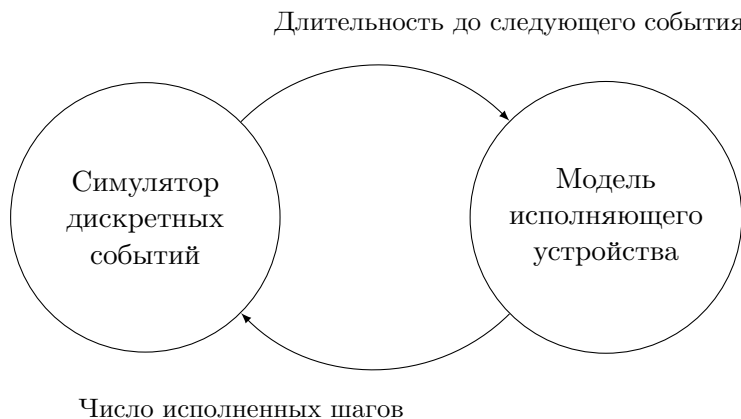 Длительность до следующего события
Симулятор
дискретных
событий
Модель
исполняющего
устройства
Число исполненных шагов